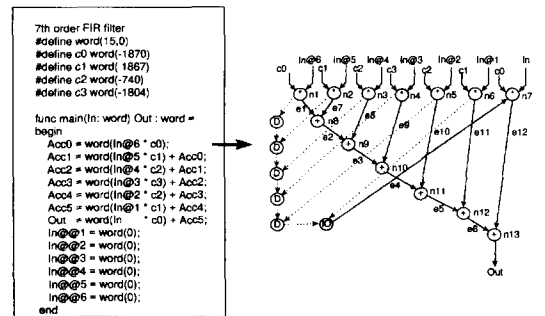 7th order FIR filter
#define word(15,0)
#define c0 word(-1870)
#define c1 word( 1867)
#define c2 word(-740)
#define c3 word(-1804)
func main(In: word) Out : word =
begin
Acc0 = word(In@6 * c0);
Acc1 = word(In@5 * c1) + Acc0;
Acc2 = word(In@4 * c2) + Acc1;
Acc3 = word(In@3 * c3) + Acc2;
Acc4 = word(In@2 * c2) + Acc3;
Acc5 = word(In@1 * c1) + Acc4;
Out = word(In * c0) + Acc5;
In@@1 = word(0);
In@@2 = word(0);
In@@3 = word(0);
In@@4 = word(0);
In@@5 = word(0);
In@@6 = word(0);
end
In@6 in@5 In@4 In@3 In@2 In@1 In
c0 c1 c2 c3 c2 c1 c0
* n1 * n2 * n3 * n4 * n5 * n6 * n7
e1 e7 e8 e9 e10 e11 e12
D + n8
e2
D + n9
e3
D + n10
e4
D + n11
e5
D + n12
e6
+ n13
Out